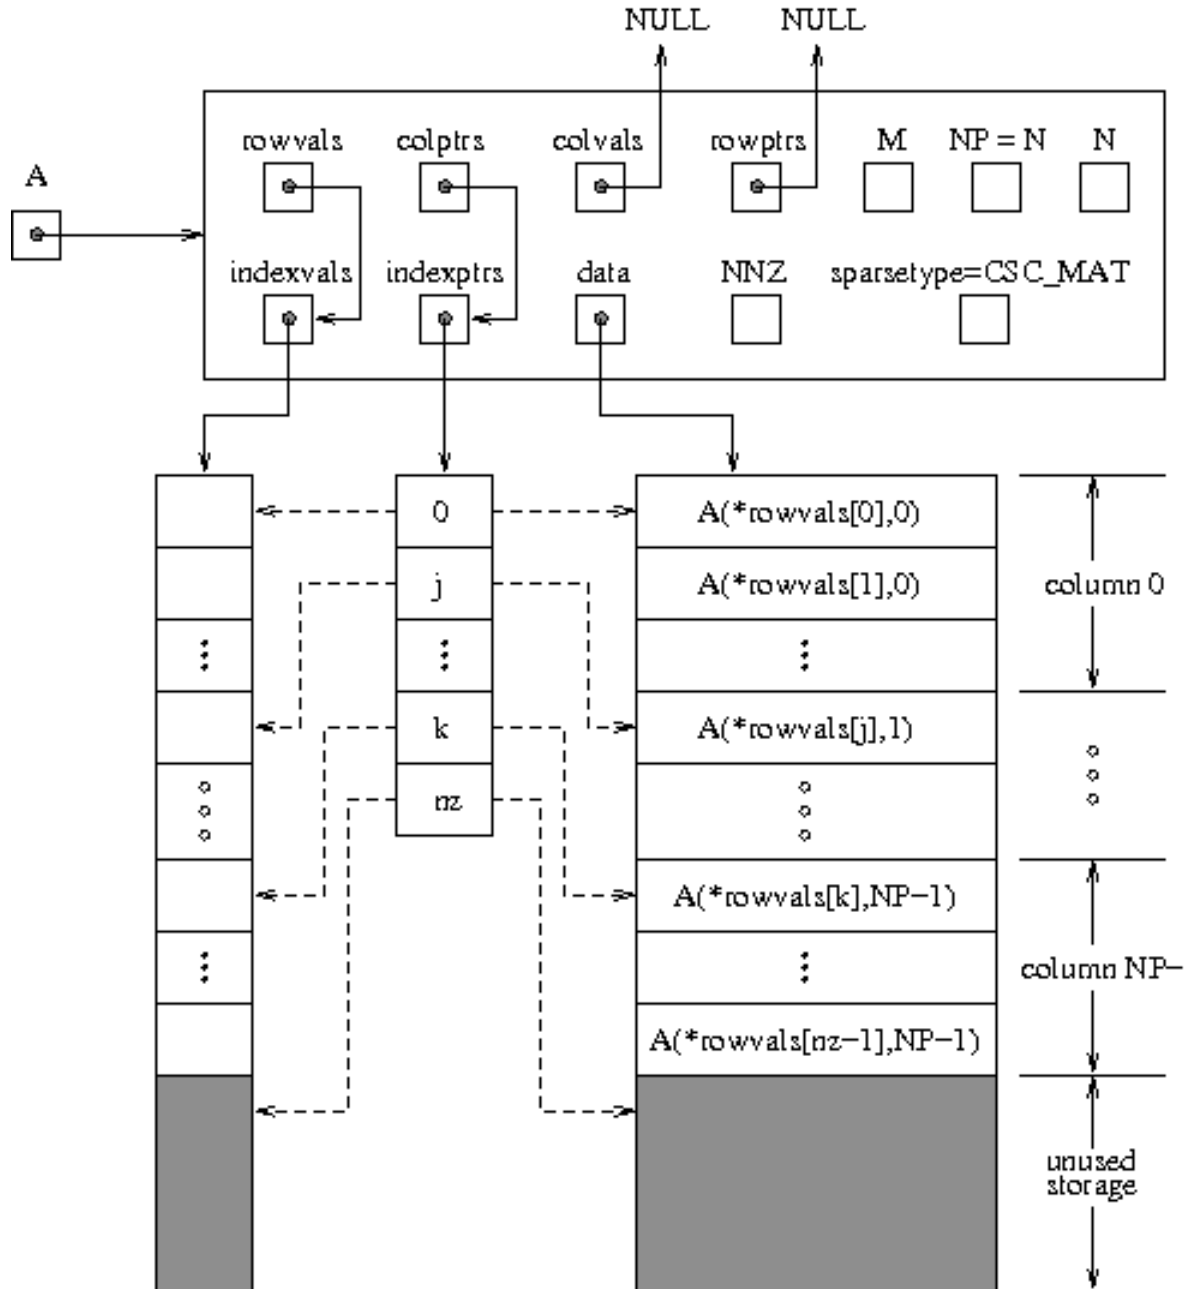 NULL NULL
rowvals colptrs colvals rowptrs M NP = N N
A
indexvals indexptrs data NNZ sparsetype=CSC_MAT
0 A(*rowvals[0],0)
j A(*rowvals[1],0) column 0
k A(*rowvals[j],1)
nz
A(*rowvals[k],NP−1)
column NP−
A(*rowvals[nz−1],NP−1)
unused
storage